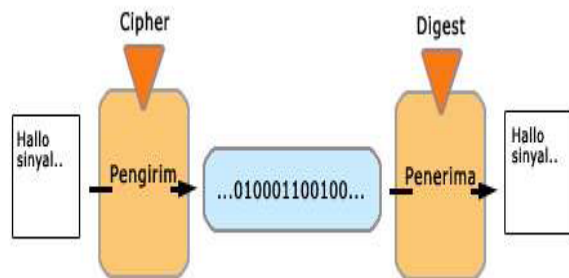 Cipher
Digest
Hallo
sinyal..
Pengirim
...010001100100...
Penerima
Hallo
sinyal..